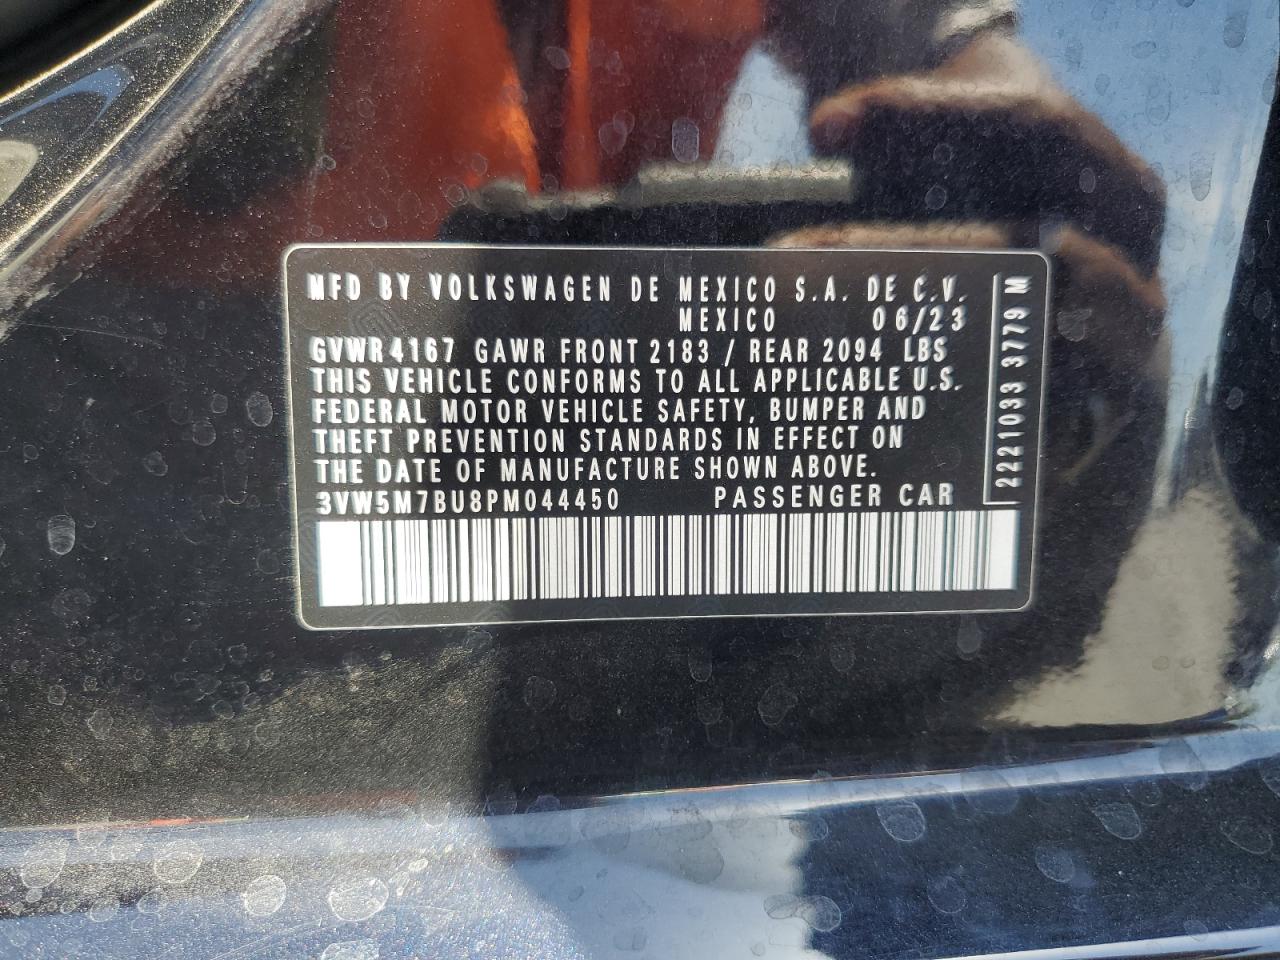 MFD BY VOLKSWAGEN DE MEXICO S.A. DE C.V.
MEXICO 06/23
GVWR 4167 GAWR FRONT 2183 / REAR 2094 LBS
THIS VEHICLE CONFORMS TO ALL APPLICABLE U.S.
FEDERAL MOTOR VEHICLE SAFETY, BUMPER AND
THEFT PREVENTION STANDARDS IN EFFECT ON
THE DATE OF MANUFACTURE SHOWN ABOVE.
3VW5M7BU8PM044450 PASSENGER CAR
2221033 3779 M